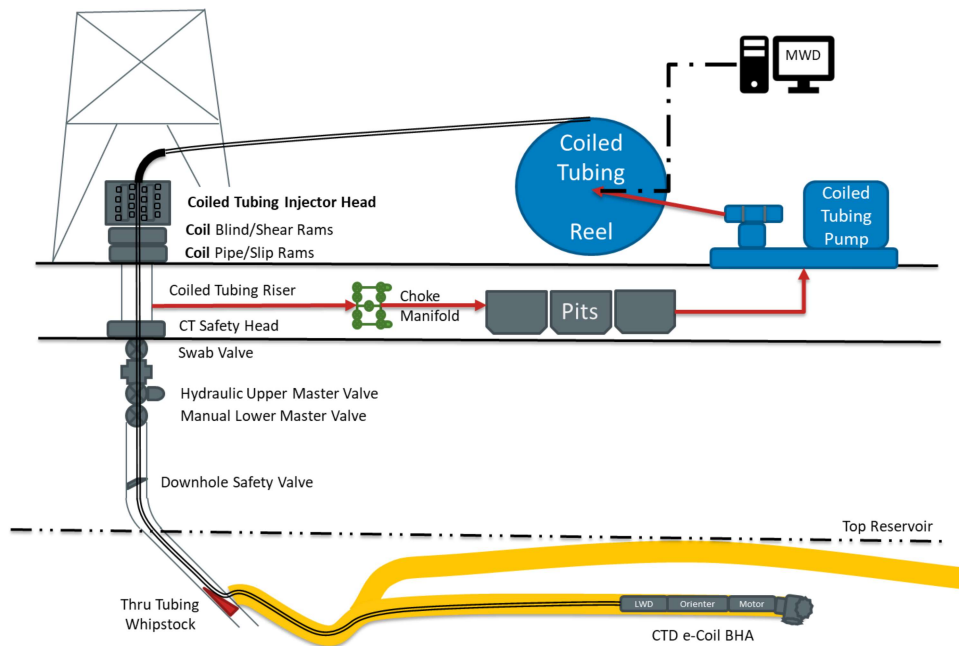 MWD
Coiled
Tubing
Reel
Coiled
Tubing
Pump
Coiled Tubing Injector Head
Coil Blind/Shear Rams
Coil Pipe/Slip Rams
Coiled Tubing Riser
Choke
Manifold
Pits
CT Safety Head
Swab Valve
Hydraulic Upper Master Valve
Manual Lower Master Valve
Downhole Safety Valve
Top Reservoir
Thru Tubing
Whipstock
LWD
Orienter
Motor
CTD e-Coil BHA